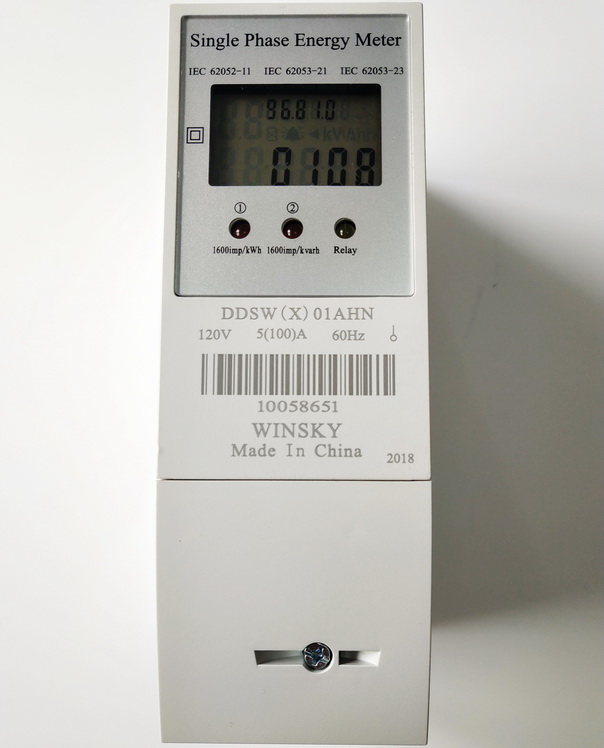 Single Phase Energy Meter
IEC 62052-11 IEC 62053-21 IEC 62053-23
96.81.0
0108
① ②
1600imp/kWh 1600imp/kvarh Relay
DDSW(X)01AHN
120V 5(100)A 60Hz
10058651
WINSKY
Made In China
2018